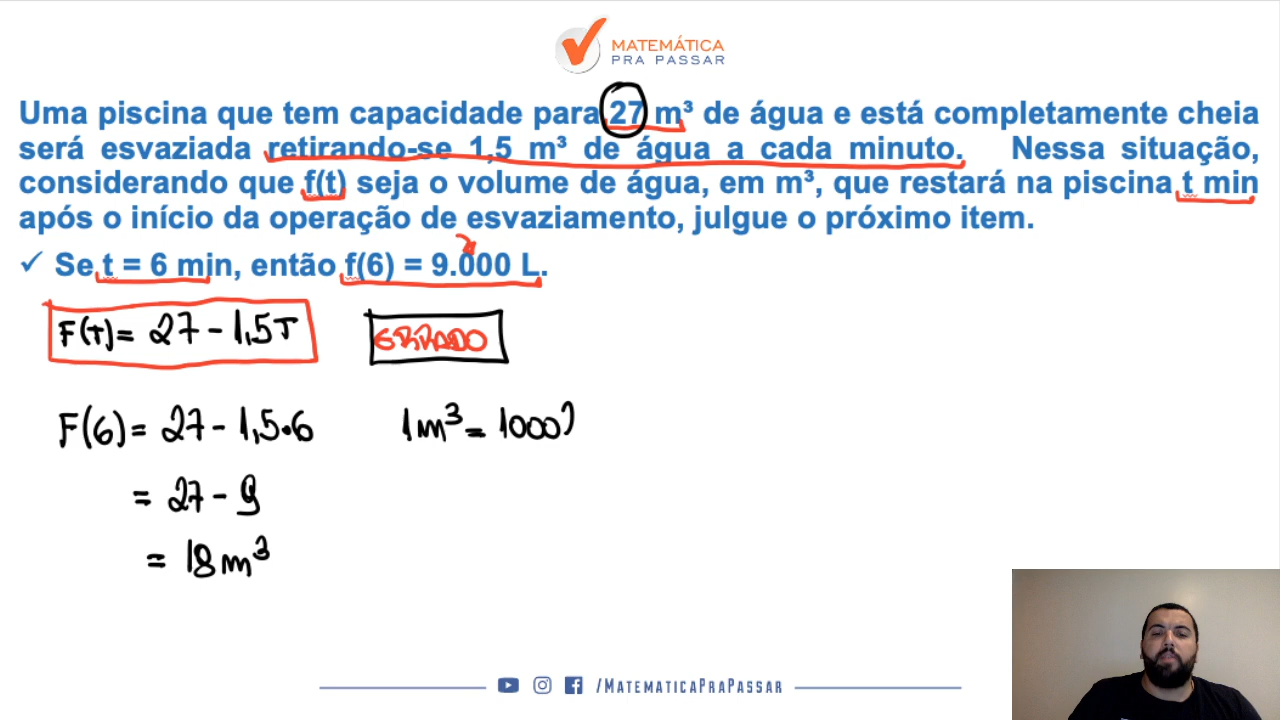 MATEMÁTICA
PRA PASSAR
Uma piscina que tem capacidade para 27 m³ de água e está completamente cheia
será esvaziada retirando-se 1,5 m³ de água a cada minuto. Nessa situação,
considerando que f(t) seja o volume de água, em m³, que restará na piscina t min
após o início da operação de esvaziamento, julgue o próximo item.
✓ Se t = 6 min, então f(6) = 9.000 L.
F(T) = 27 - 1,5T
ERRADO
F(6) = 27 - 1,5.6
1m³ = 1000l
= 27 - 9
= 18m³
/MATEMATICAPRAPASSAR